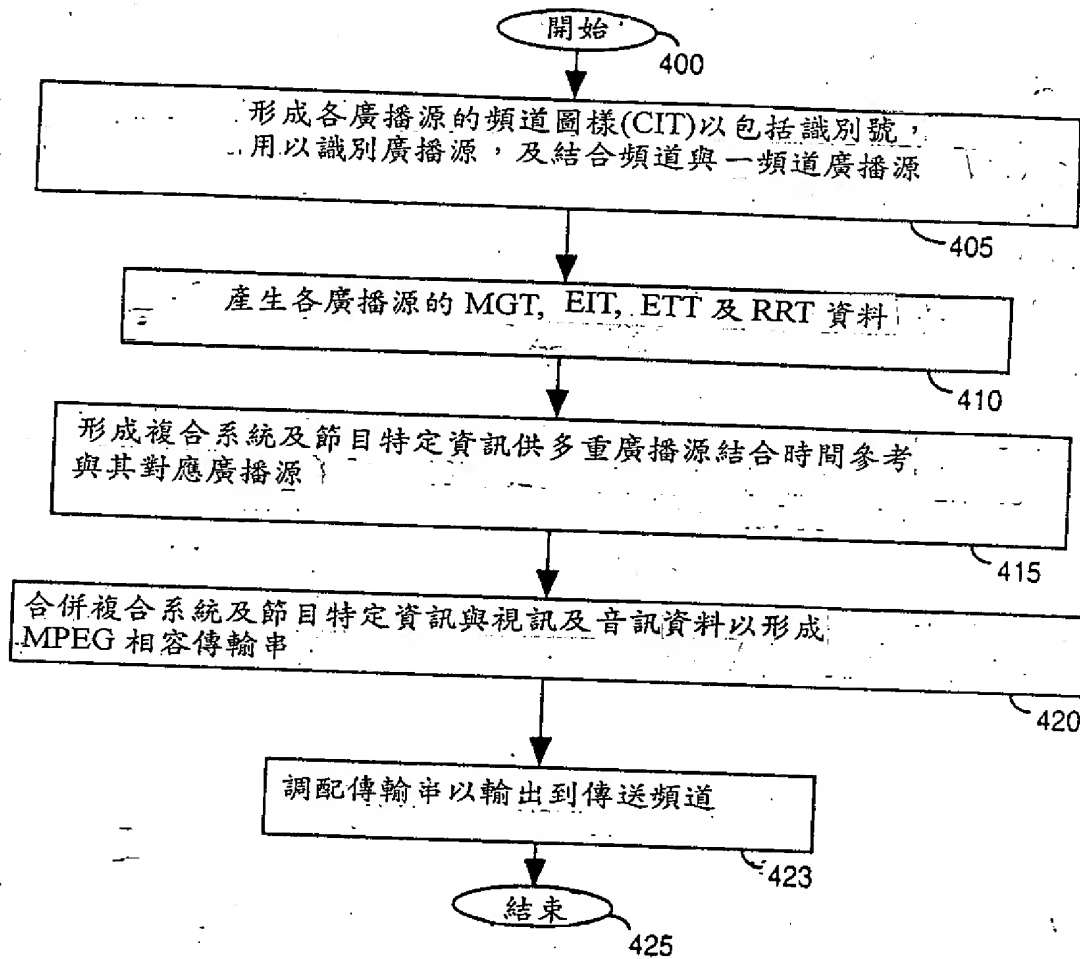 開始
400
形成各廣播源的頻道圖樣(CIT)以包括識別號，
用以識別廣播源，及結合頻道與一頻道廣播源
405
產生各廣播源的 MGT, EIT, ETT 及 RRT 資料
410
形成複合系統及節目特定資訊供多重廣播源結合時間參考
與其對應廣播源
415
合併複合系統及節目特定資訊與視訊及音訊資料以形成
MPEG 相容傳輸串
420
調配傳輸串以輸出到傳送頻道
423
結束
425